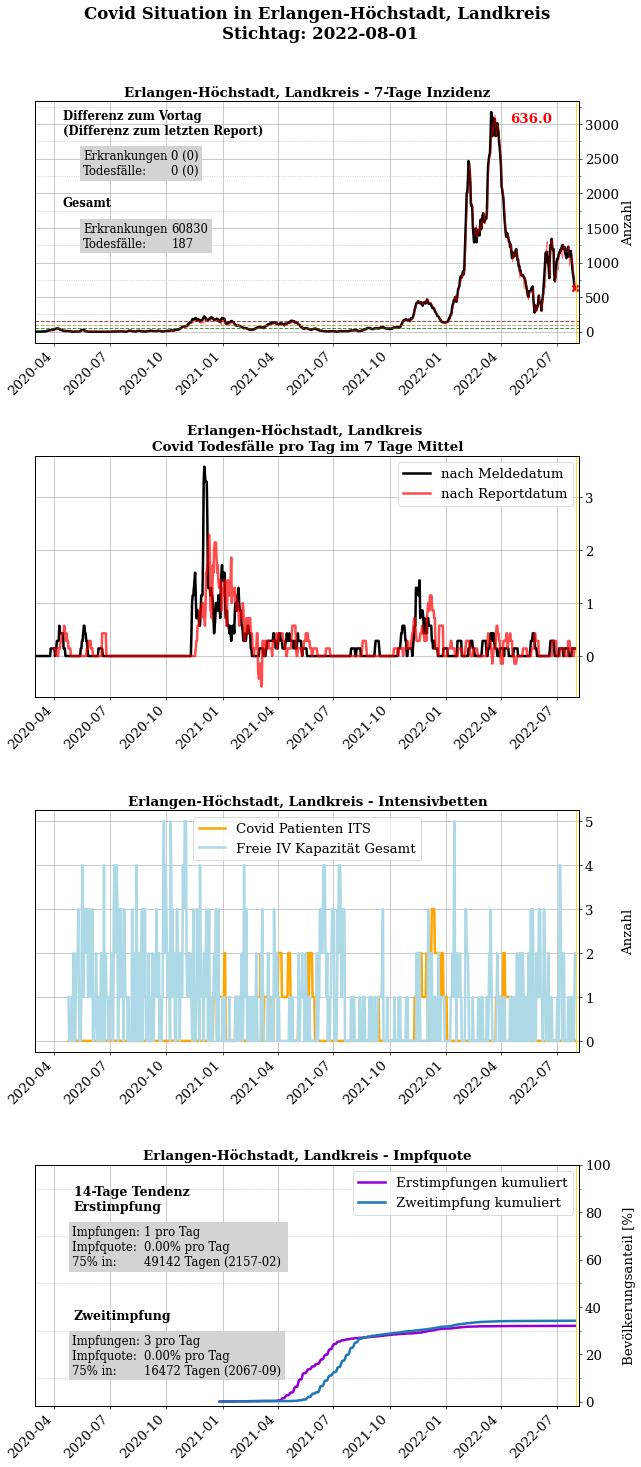 Covid Situation in Erlangen-Höchstadt, Landkreis
Stichtag: 2022-08-01
Erlangen-Höchstadt, Landkreis - 7-Tage Inzidenz
Differenz zum Vortag
(Differenz zum letzten Report)
Erkrankungen 0 (0)
Todesfälle: 0 (0)
Gesamt
Erkrankungen 60830
Todesfälle: 187
636.0
3000
2500
2000
1500
1000
500
0
Anzahl
2020-04 2020-07 2020-10 2021-01 2021-04 2021-07 2021-10 2022-01 2022-04 2022-07
Erlangen-Höchstadt, Landkreis
Covid Todesfälle pro Tag im 7 Tage Mittel
nach Meldedatum
nach Reportdatum
3
2
1
0
2020-04 2020-07 2020-10 2021-01 2021-04 2021-07 2021-10 2022-01 2022-04 2022-07
Erlangen-Höchstadt, Landkreis - Intensivbetten
Covid Patienten ITS
Freie IV Kapazität Gesamt
5
4
3
2
1
0
Anzahl
2020-04 2020-07 2020-10 2021-01 2021-04 2021-07 2021-10 2022-01 2022-04 2022-07
Erlangen-Höchstadt, Landkreis - Impfquote
14-Tage Tendenz
Erstimpfung
Impfungen: 1 pro Tag
Impfquote: 0.00% pro Tag
75% in: 49142 Tagen (2157-02)
Zweitimpfung
Impfungen: 3 pro Tag
Impfquote: 0.00% pro Tag
75% in: 16472 Tagen (2067-09)
Erstimpfungen kumuliert
Zweitimpfung kumuliert
100
80
60
40
20
0
Bevölkerungsanteil [%]
2020-04 2020-07 2020-10 2021-01 2021-04 2021-07 2021-10 2022-01 2022-04 2022-07